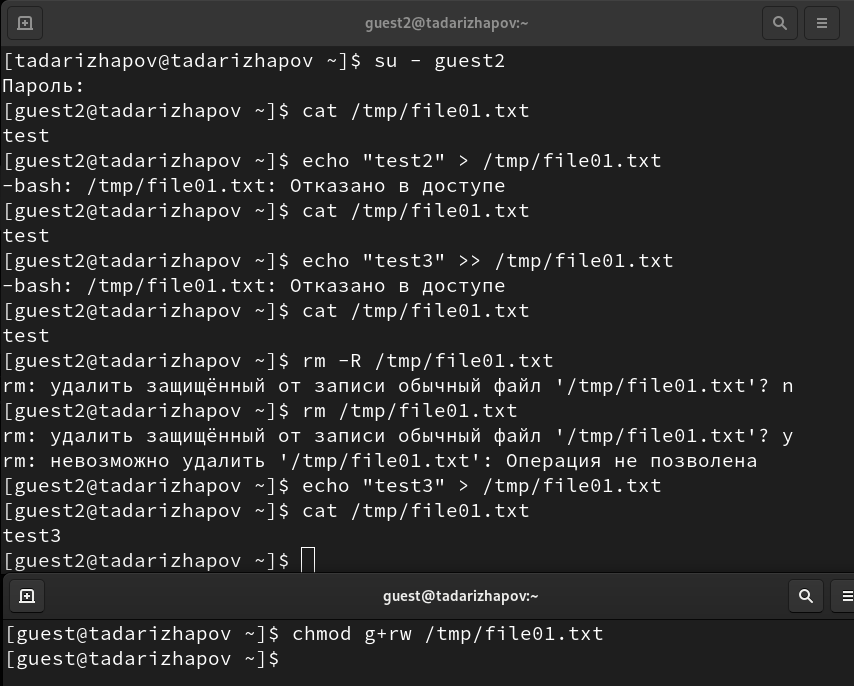 guest2@tadarizhapov:~
[tadarizhapov@tadarizhapov ~]$ su - guest2
Пароль:
[guest2@tadarizhapov ~]$ cat /tmp/file01.txt
test
[guest2@tadarizhapov ~]$ echo "test2" > /tmp/file01.txt
-bash: /tmp/file01.txt: Отказано в доступе
[guest2@tadarizhapov ~]$ cat /tmp/file01.txt
test
[guest2@tadarizhapov ~]$ echo "test3" >> /tmp/file01.txt
-bash: /tmp/file01.txt: Отказано в доступе
[guest2@tadarizhapov ~]$ cat /tmp/file01.txt
test
[guest2@tadarizhapov ~]$ rm -R /tmp/file01.txt
rm: удалить защищённый от записи обычный файл '/tmp/file01.txt'? n
[guest2@tadarizhapov ~]$ rm /tmp/file01.txt
rm: удалить защищённый от записи обычный файл '/tmp/file01.txt'? y
rm: невозможно удалить '/tmp/file01.txt': Операция не позволена
[guest2@tadarizhapov ~]$ echo "test3" > /tmp/file01.txt
[guest2@tadarizhapov ~]$ cat /tmp/file01.txt
test3
[guest2@tadarizhapov ~]$
guest@tadarizhapov:~
[guest@tadarizhapov ~]$ chmod g+rw /tmp/file01.txt
[guest@tadarizhapov ~]$